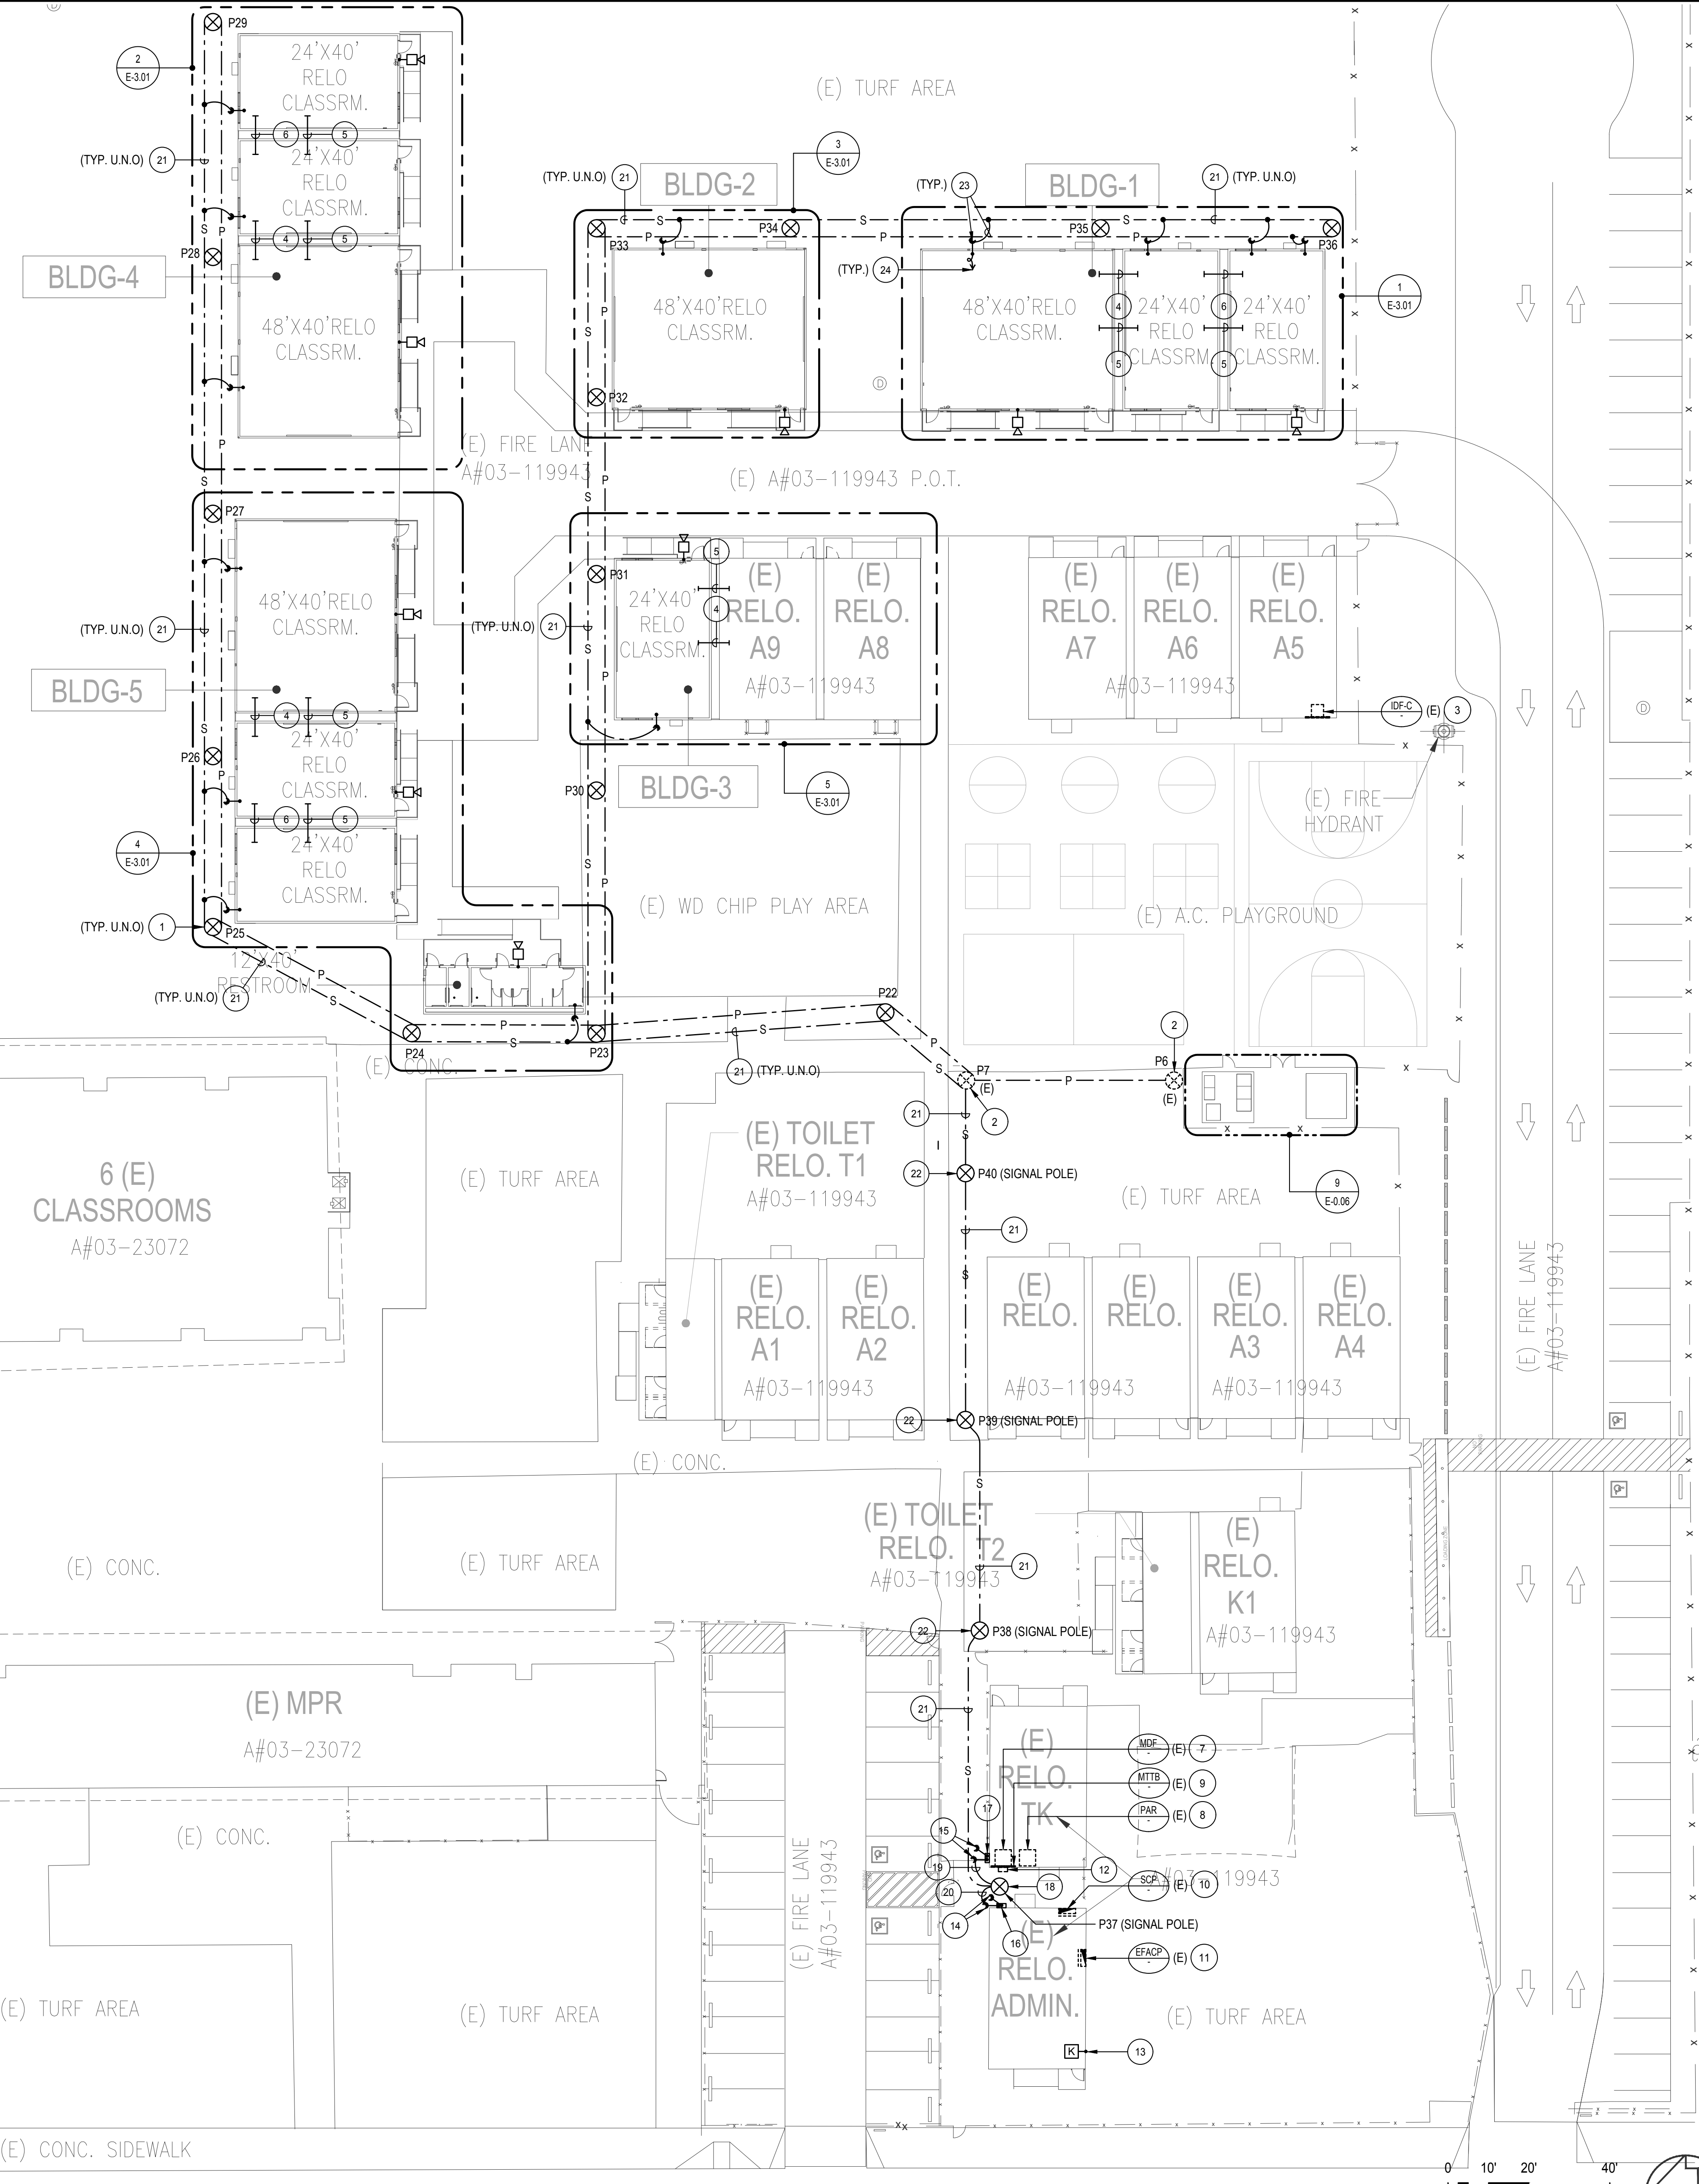 P29
2
E-3.01
24'X40'
RELO
CLASSRM.
(E) TURF AREA
6
5
(TYP. U.N.O)
21
24'X40'
RELO
CLASSRM.
4
5
S
P
P28
BLDG-4
48'X40'RELO
CLASSRM.
3
E-3.01
(TYP. U.N.O)
21
BLDG-2
(TYP.)
23
BLDG-1
21
(TYP. U.N.O)
S
S
S
P33
P34
P
P
P35
P
P36
(TYP.)
24
48'X40'RELO
CLASSRM.
48'X40'RELO
CLASSRM.
4
24'X40'
RELO
CLASSRM.
6
24'X40'
RELO
CLASSRM.
5
5
1
E-3.01
S
P
P32
D
P
S
(E) FIRE LANE
A#03-119943
(E) A#03-119943 P.O.T.
S
P
P27
48'X40'RELO
CLASSRM.
(TYP. U.N.O)
21
BLDG-5
4
5
S
P26
P
24'X40'
RELO
CLASSRM.
6
5
4
E-3.01
24'X40'
RELO
CLASSRM.
(TYP. U.N.O)
1
P25
12'X40'
RESTROOM
(TYP. U.N.O)
21
P
S
P31
(TYP. U.N.O)
21
S
P
24'X40'
RELO
CLASSRM.
5
4
(E)
RELO.
A9
(E)
RELO.
A8
A#03-119943
(E)
RELO.
A7
(E)
RELO.
A6
(E)
RELO.
A5
A#03-119943
IDF-C
-
(E)
3
D
P30
BLDG-3
5
E-3.01
(E) FIRE
HYDRANT
S
P
(E) WD CHIP PLAY AREA
(E) A.C. PLAYGROUND
P24
P
S
P23
P
S
P22
21
(TYP. U.N.O)
P
S
P7
(E)
2
P
P6
(E)
2
(E) CONC.
9
E-0.06
6 (E)
CLASSROOMS
A#03-23072
(E) TURF AREA
(E) TOILET
RELO. T1
A#03-119943
21
S
22
P40 (SIGNAL POLE)
21
S
(E) TURF AREA
(E)
RELO.
A1
(E)
RELO.
A2
A#03-119943
(E)
RELO.
(E)
RELO.
A#03-119943
(E)
RELO.
A3
(E)
RELO.
A4
A#03-119943
(E) FIRE LANE
A#03-119943
22
P39 (SIGNAL POLE)
(E) CONC.
S
(E) CONC.
(E) TURF AREA
(E) TOILET
RELO. T2
A#03-119943
21
(E)
RELO.
K1
A#03-119943
22
P38 (SIGNAL POLE)
(E) MPR
A#03-23072
21
S
(E)
RELO.
TK
MDF
-
(E)
7
MTTB
-
(E)
9
PAR
-
(E)
8
17
15
19
12
18
20
SCP
-
(E)
10
A#03-119943
14
16
P37 (SIGNAL POLE)
(E) CONC.
(E) FIRE LANE
A#03-119943
(E)
RELO.
ADMIN.
EFACP
-
(E)
11
K
13
(E) TURF AREA
(E) TURF AREA
(E) TURF AREA
(E) CONC. SIDEWALK
0
10'
20'
40'